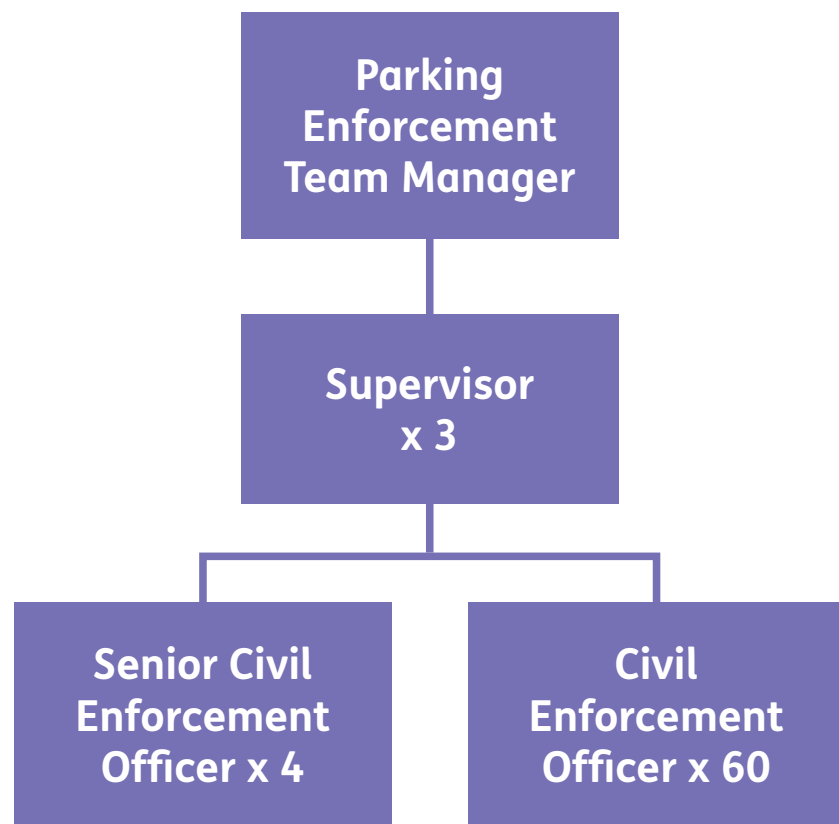 Parking
Enforcement
Team Manager
Supervisor
x 3
Senior Civil
Enforcement
Officer x 4
Civil
Enforcement
Officer x 60